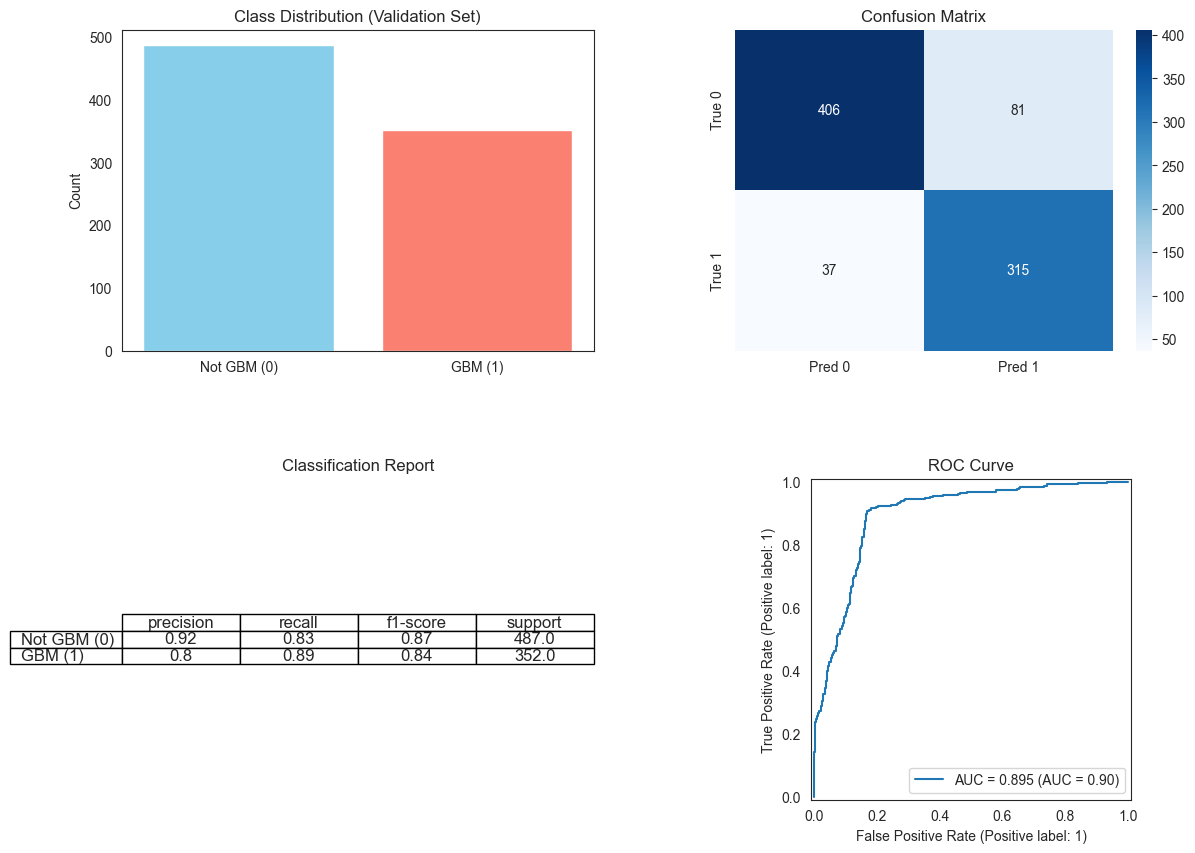 Class Distribution (Validation Set)
500
400
300
200
100
0
Count
Not GBM (0)
GBM (1)
Confusion Matrix
True 0
True 1
406
81
37
315
Pred 0
Pred 1
400
350
300
250
200
150
100
50
Classification Report
precision recall f1-score support
Not GBM (0) 0.92 0.83 0.87 487.0
GBM (1) 0.8 0.89 0.84 352.0
ROC Curve
1.0
0.8
0.6
0.4
0.2
0.0
True Positive Rate (Positive label: 1)
AUC = 0.895 (AUC = 0.90)
0.0 0.2 0.4 0.6 0.8 1.0
False Positive Rate (Positive label: 1)